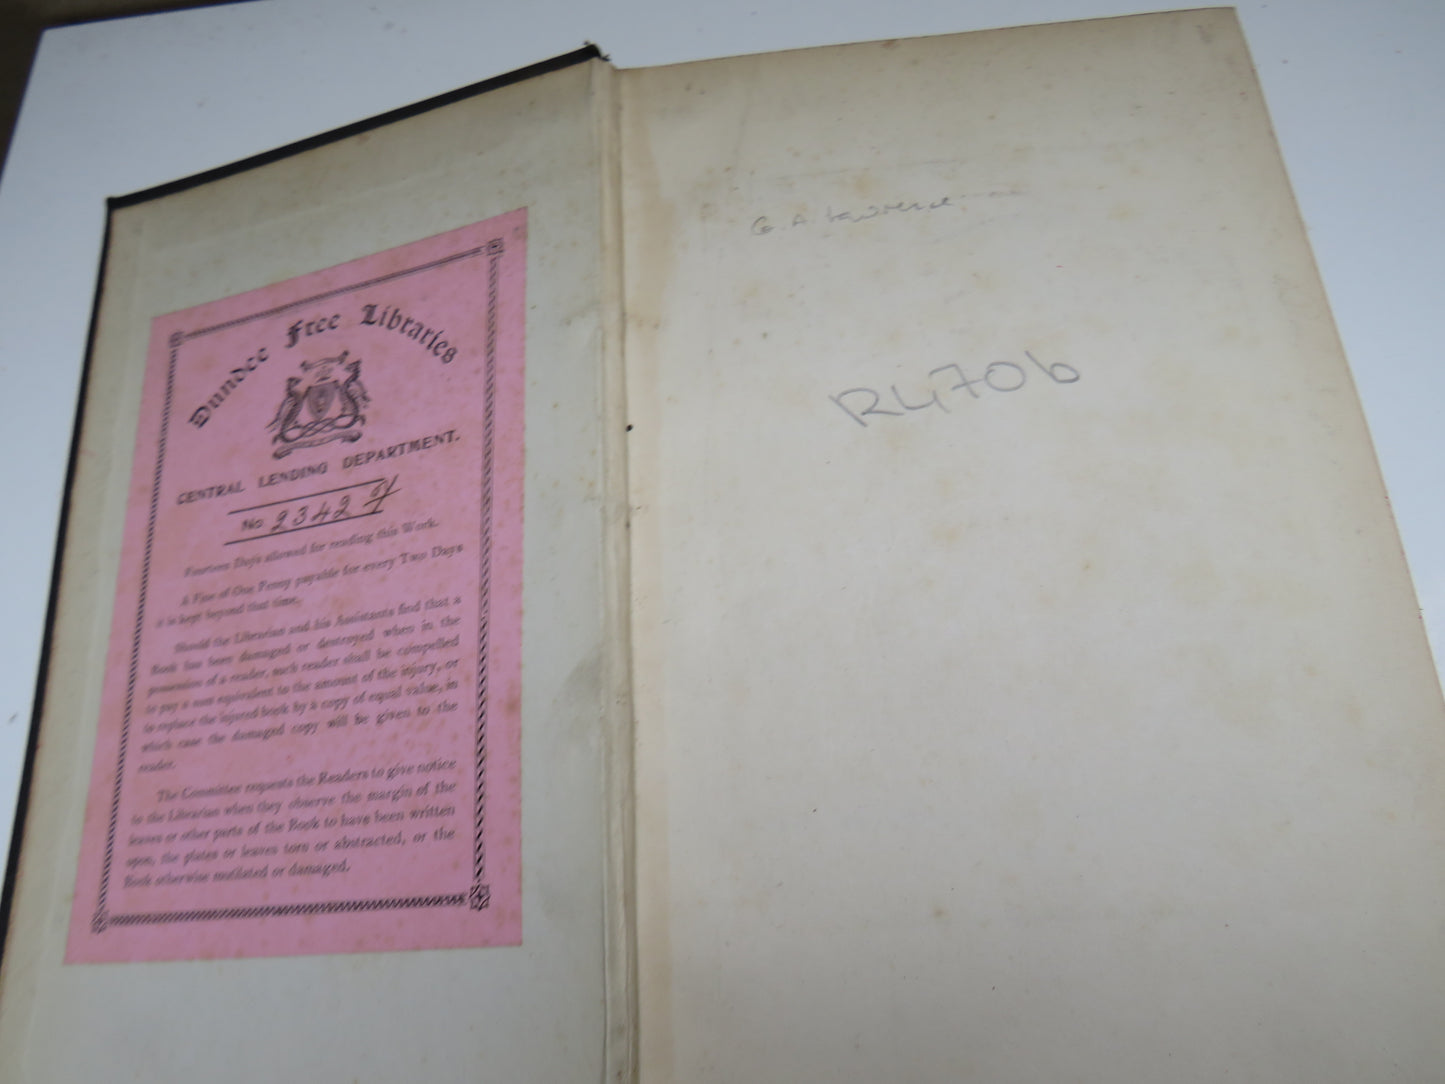 Dundee Free Libraries
CENTRAL LENDING DEPARTMENT.
No 2342
Fourteen Days allowed for reading this Work.
A Fine of One Penny payable for every Two Days
it is kept beyond that time.
Should the Librarian and his Assistants find that a
Book has been damaged or destroyed when in the
possession of a reader, such reader shall be compelled
to pay a sum equivalent to the amount of the injury, or
to replace the injured book by a copy of equal value, in
which case the damaged copy will be given to the
reader.
The Committee requests the Readers to give notice
to the Librarian when they observe the margin of the
leaves or other parts of the Book to have been written
upon, the plates or leaves torn or abstracted, or the
Book otherwise mutilated or damaged.
G. A. Lawrence
RL470b